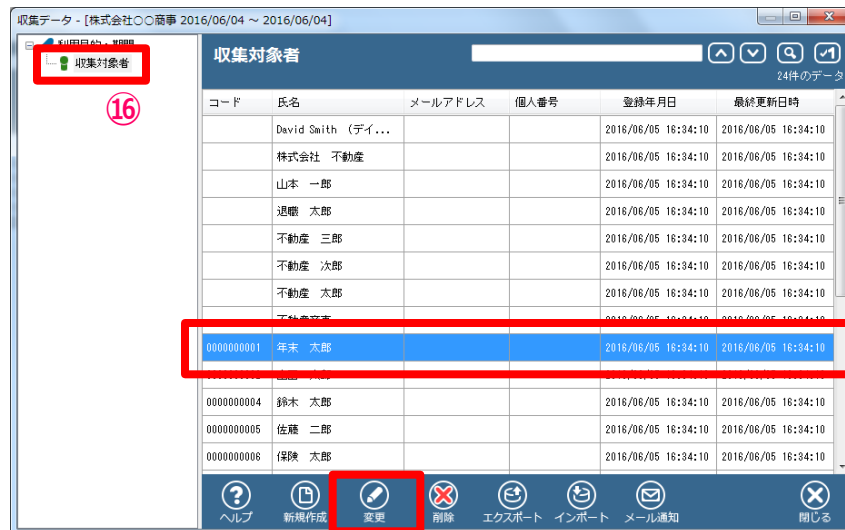 収集データ - [株式会社○○商事 2016/06/04 ～ 2016/06/04]
収集対象者
⑯
収集対象者
24件のデータ
コード 氏名 メールアドレス 個人番号 登録年月日 最終更新日時
David Smith （デイ... 2016/06/05 16:34:10 2016/06/05 16:34:10
株式会社　不動産 2016/06/05 16:34:10 2016/06/05 16:34:10
山本　一郎 2016/06/05 16:34:10 2016/06/05 16:34:10
退職　太郎 2016/06/05 16:34:10 2016/06/05 16:34:10
不動産　三郎 2016/06/05 16:34:10 2016/06/05 16:34:10
不動産　次郎 2016/06/05 16:34:10 2016/06/05 16:34:10
不動産　太郎 2016/06/05 16:34:10 2016/06/05 16:34:10
0000000001 年末　太郎 2016/06/05 16:34:10 2016/06/05 16:34:10
0000000004 鈴木　太郎 2016/06/05 16:34:10 2016/06/05 16:34:10
0000000005 佐藤　二郎 2016/06/05 16:34:10 2016/06/05 16:34:10
0000000006 保険　太郎 2016/06/05 16:34:10 2016/06/05 16:34:10
ヘルプ 新規作成 変更 削除 エクスポート インポート メール通知 閉じる